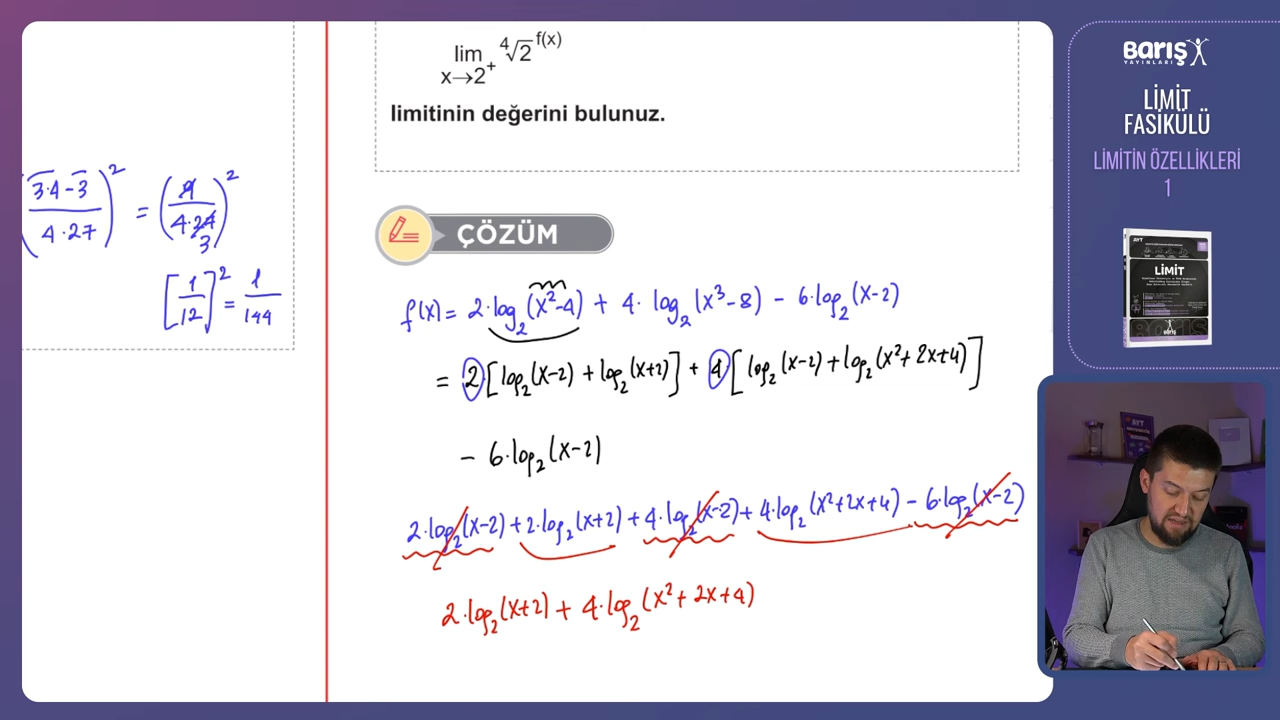 lim ⁴√2^f(x)
x→2⁺
limitinin değerini bulunuz.
(3·4-3 / 4·27)² = (9 / 4·27 3)²
[1/12]² = 1/144
ÇÖZÜM
f(x)= 2·log₂(x²-4) + 4·log₂(x³-8) - 6·log₂(x-2)
= 2·[log₂(x-2) + log₂(x+2)] + 4[log₂(x-2) + log₂(x²+2x+4)]
- 6·log₂(x-2)
2·log₂(x-2) + 2·log₂(x+2) + 4·log₂(x-2) + 4·log₂(x²+2x+4) - 6·log₂(x-2)
2·log₂(x+2) + 4·log₂(x²+2x+4)
BARIŞ
YAYINLARI
LİMİT
FASİKÜLÜ
LİMİTİN ÖZELLİKLERİ
1
AYT
LİMİT
BARIŞ